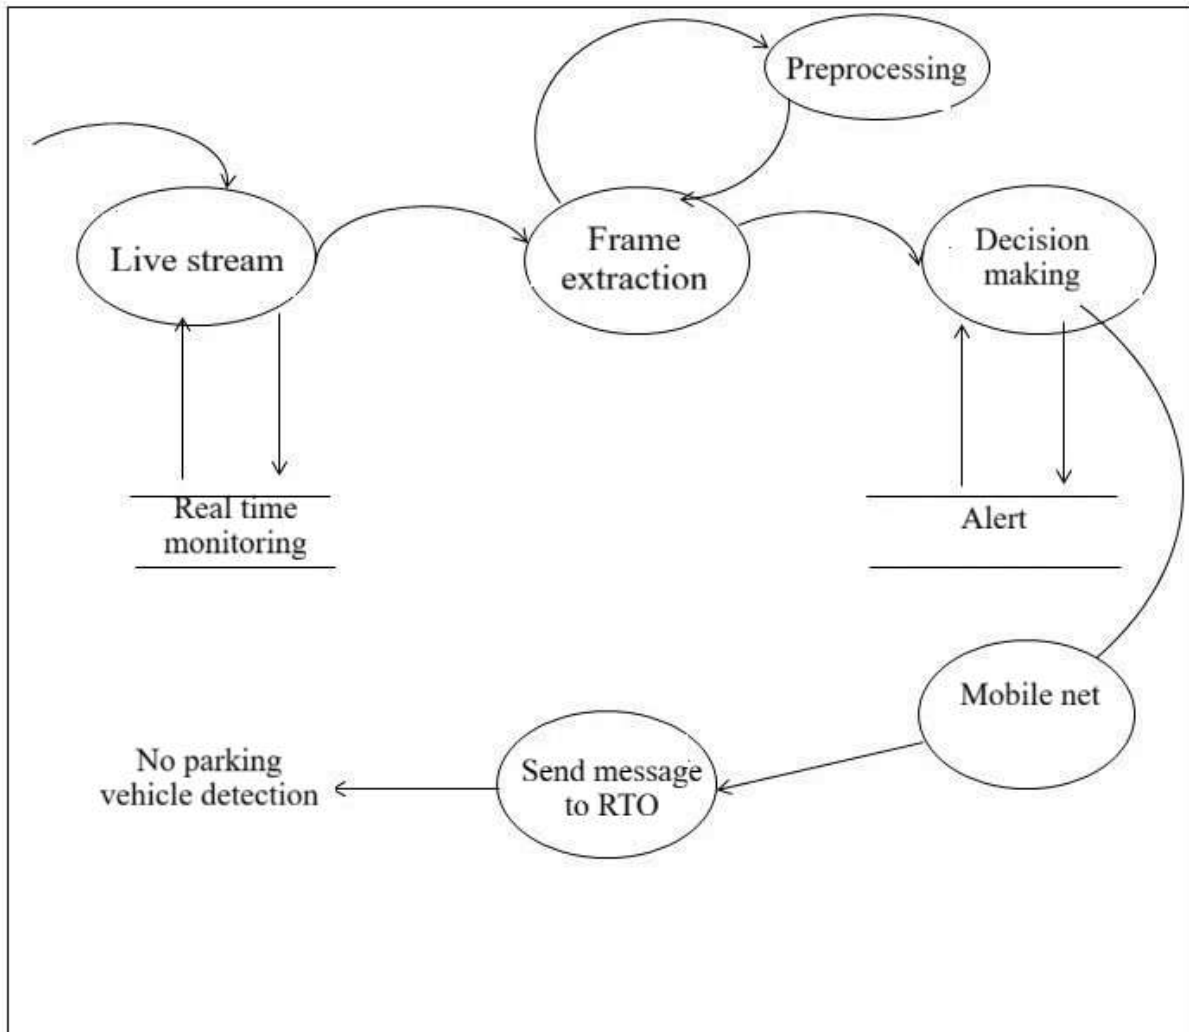 Preprocessing
Live stream
Frame
extraction
Decision
making
Real time
monitoring
Alert
Mobile net
Send message
to RTO
No parking
vehicle detection